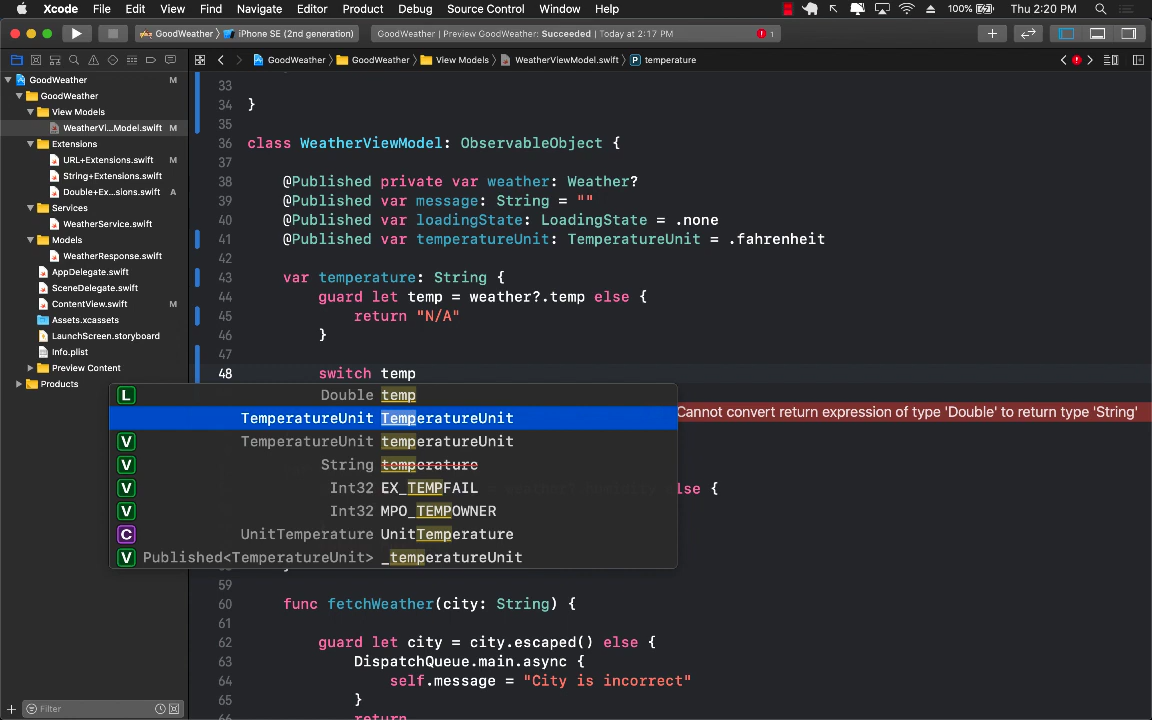 Xcode File Edit View Find Navigate Editor Product Debug Source Control Window Help 100% Thu 2:20 PM
GoodWeather iPhone SE (2nd generation) GoodWeather | Preview GoodWeather: Succeeded | Today at 2:17 PM 1
GoodWeather GoodWeather View Models WeatherViewModel.swift P temperature
GoodWeather M
GoodWeather
View Models
WeatherVi...Model.swift M
Extensions
URL+Extensions.swift M
String+Extensions.swift
Double+Ex...sions.swift A
Services
WeatherService.swift
Models
WeatherResponse.swift
AppDelegate.swift
SceneDelegate.swift
ContentView.swift M
Assets.xcassets
LaunchScreen.storyboard
Info.plist
Preview Content
Products
Filter
33
34 }
35
36 class WeatherViewModel: ObservableObject {
37
38 @Published private var weather: Weather?
39 @Published var message: String = ""
40 @Published var loadingState: LoadingState = .none
41 @Published var temperatureUnit: TemperatureUnit = .fahrenheit
42
43 var temperature: String {
44 guard let temp = weather?.temp else {
45 return "N/A"
46 }
47
48 switch temp
L Double temp
Cannot convert return expression of type 'Double' to return type 'String'
TemperatureUnit TemperatureUnit
V TemperatureUnit temperatureUnit
V String temperature
V Int32 EX_TEMPFAIL
lse {
V Int32 MPO_TEMPOWNER
C UnitTemperature UnitTemperature
V Published<TemperatureUnit> _temperatureUnit
59
60 func fetchWeather(city: String) {
61
62 guard let city = city.escaped() else {
63 DispatchQueue.main.async {
64 self.message = "City is incorrect"
65 }
66 return